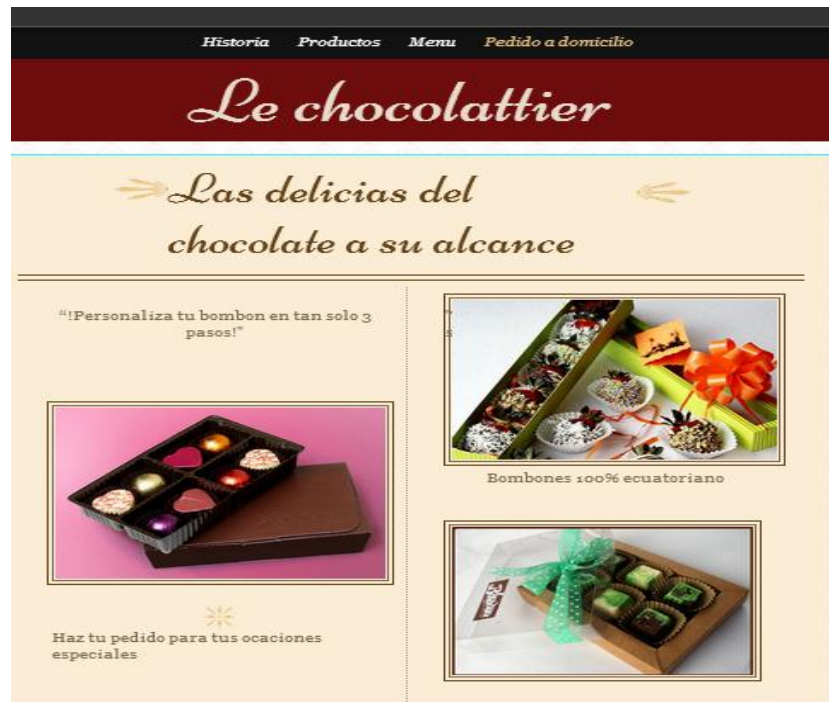 Historia Productos Menu Pedido a domicilio
Le chocolattier
Las delicias del
chocolate a su alcance
“!Personaliza tu bombon en tan solo 3
pasos!”
Bombones 100% ecuatoriano
Haz tu pedido para tus ocaciones
especiales